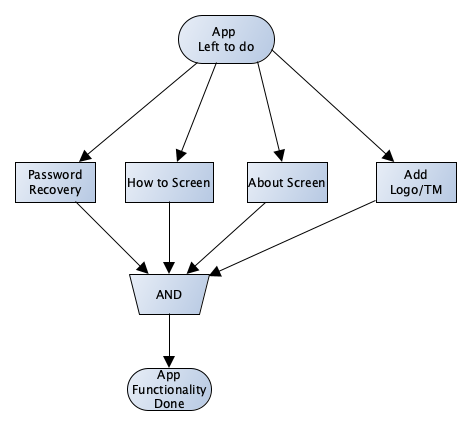 App
Left to do
Password
Recovery
How to Screen
About Screen
Add
Logo/TM
AND
App
Functionality
Done